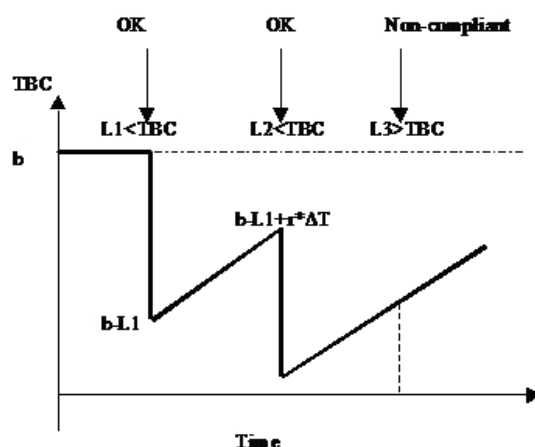 OK OK Non-compliant
TBC
L1<TBC L2<TBC L3>TBC
b
b-L1+r*ΔT
b-L1
Time